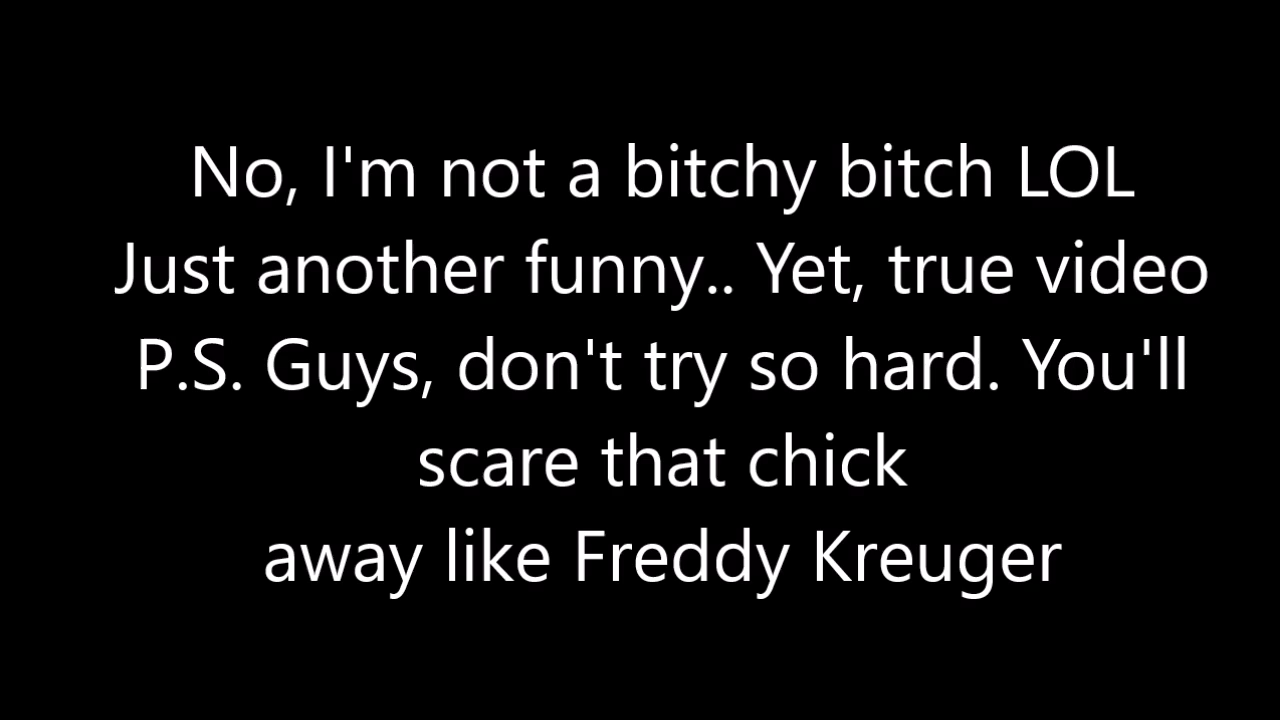 No, I'm not a bitchy bitch LOL
Just another funny.. Yet, true video
P.S. Guys, don't try so hard. You'll
scare that chick
away like Freddy Kreuger